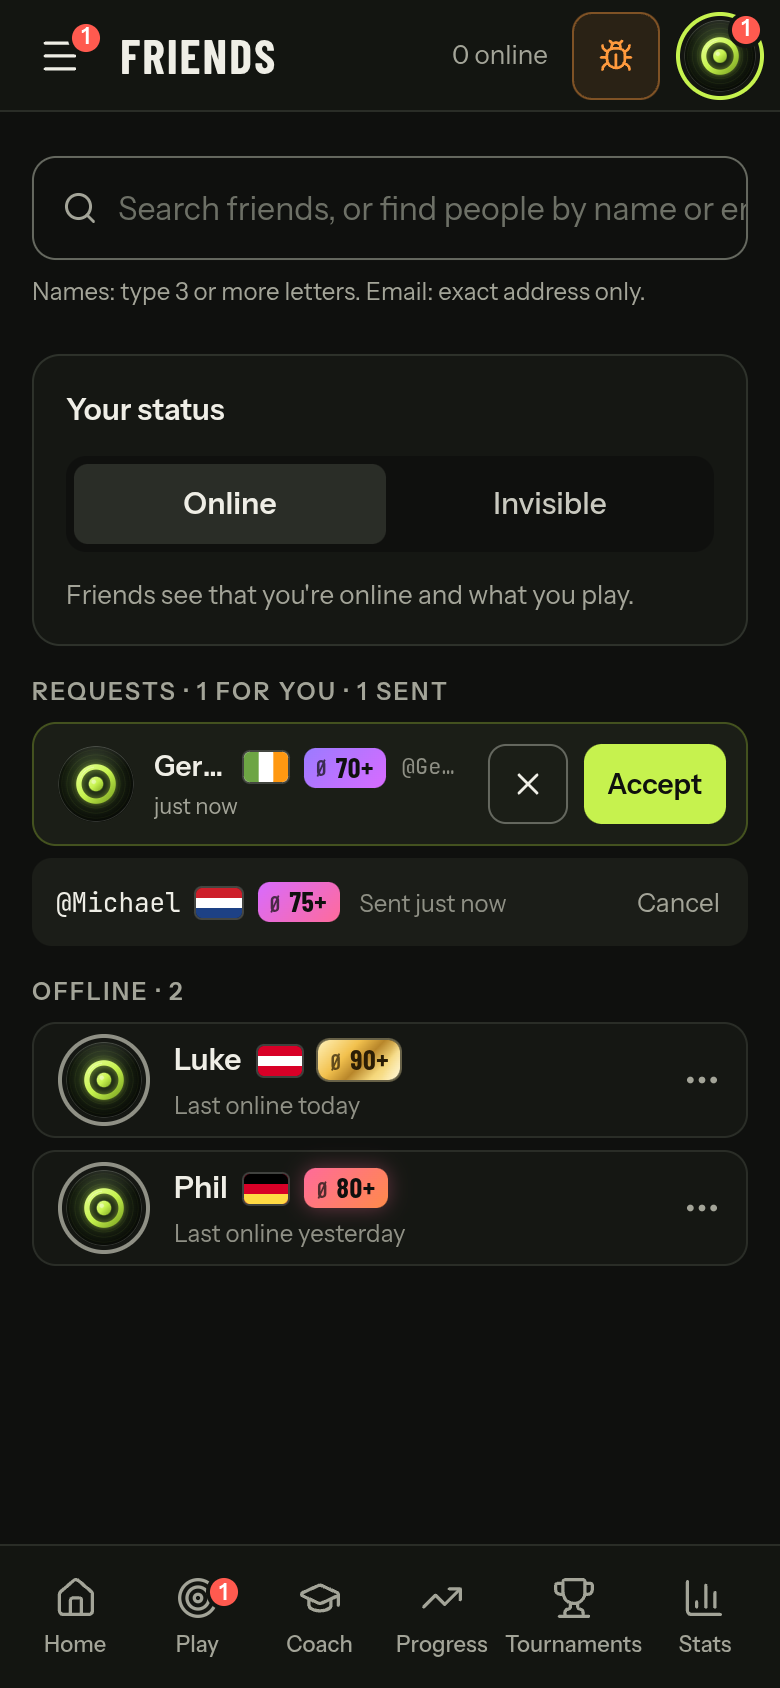 1
FRIENDS
0 online
1
Search friends, or find people by name or er
Names: type 3 or more letters. Email: exact address only.
Your status
Online
Invisible
Friends see that you're online and what you play.
REQUESTS · 1 FOR YOU · 1 SENT
Ger... Ø 70+ @Ge...
just now
Accept
@Michael Ø 75+ Sent just now
Cancel
OFFLINE · 2
Luke Ø 90+
Last online today
Phil Ø 80+
Last online yesterday
1
Home
Play
Coach
Progress
Tournaments
Stats